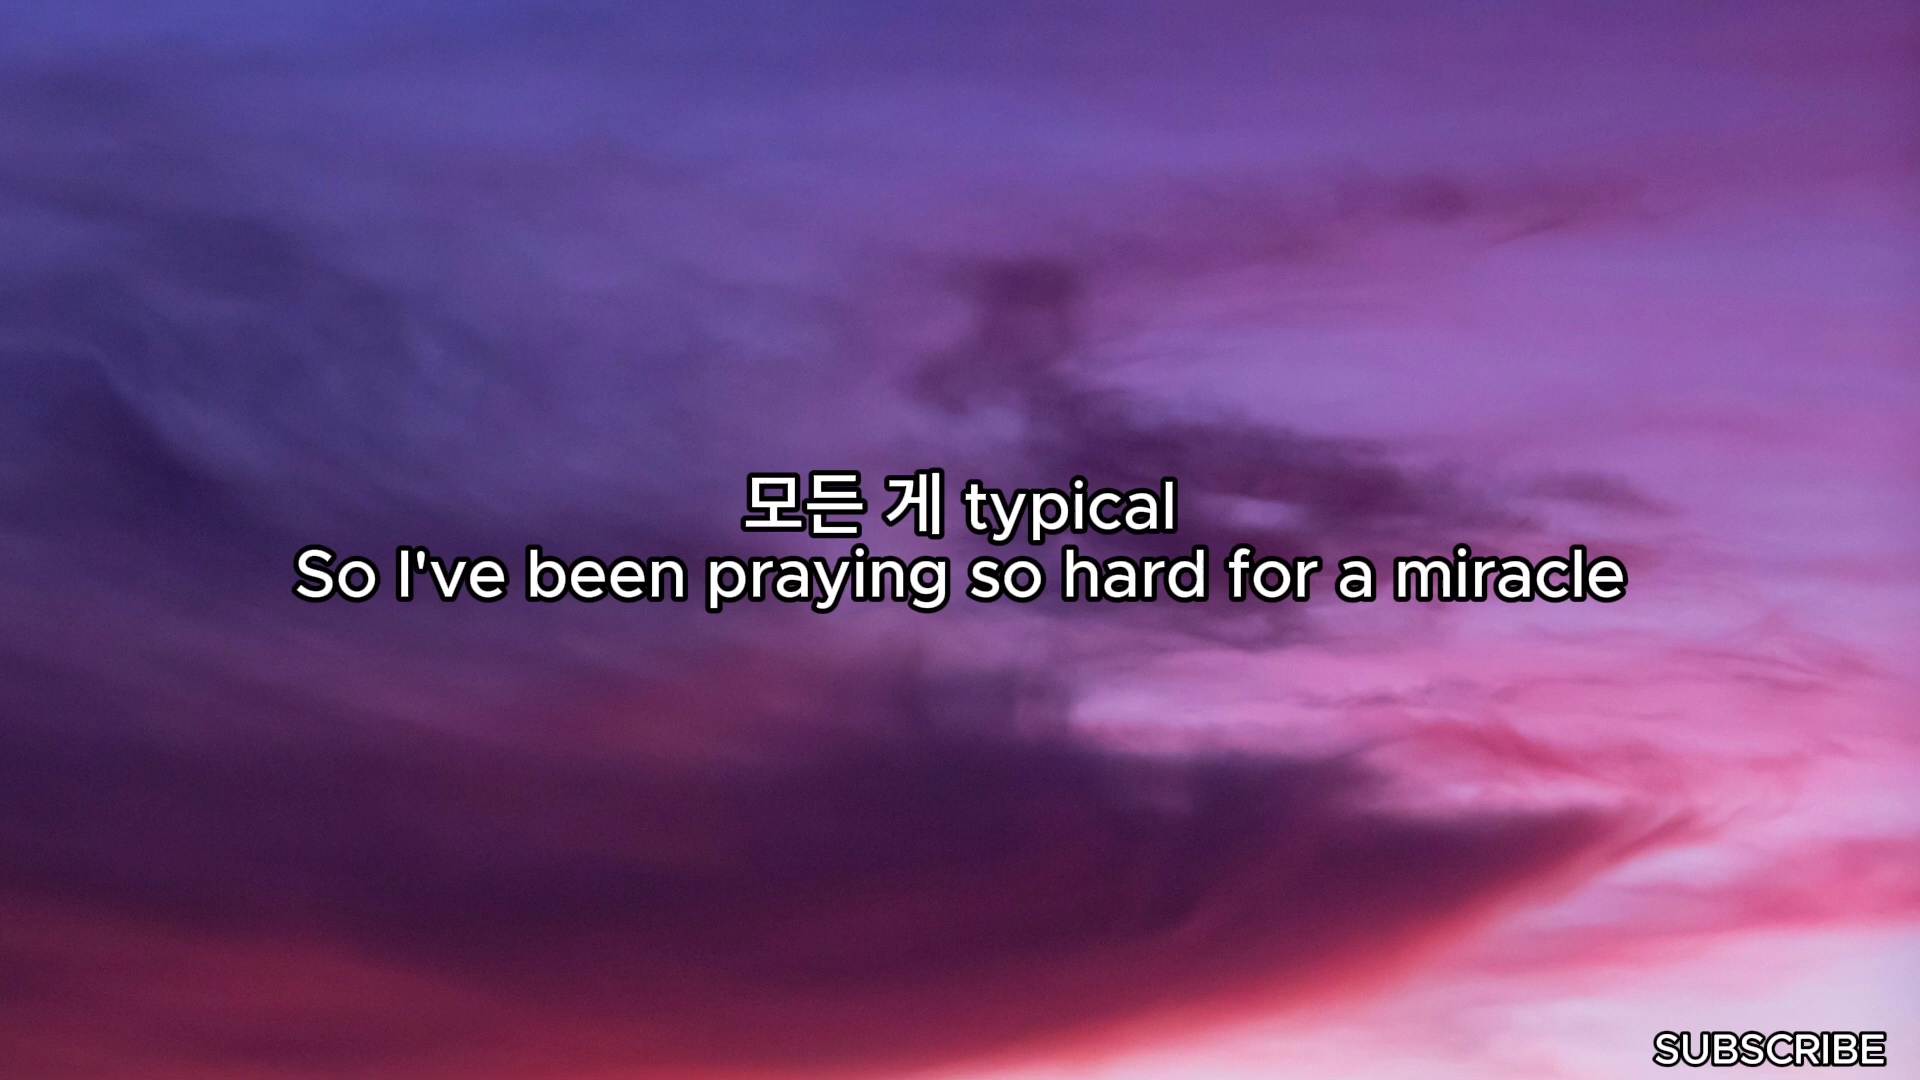 모든 게 typical
So I've been praying so hard for a miracle
SUBSCRIBE